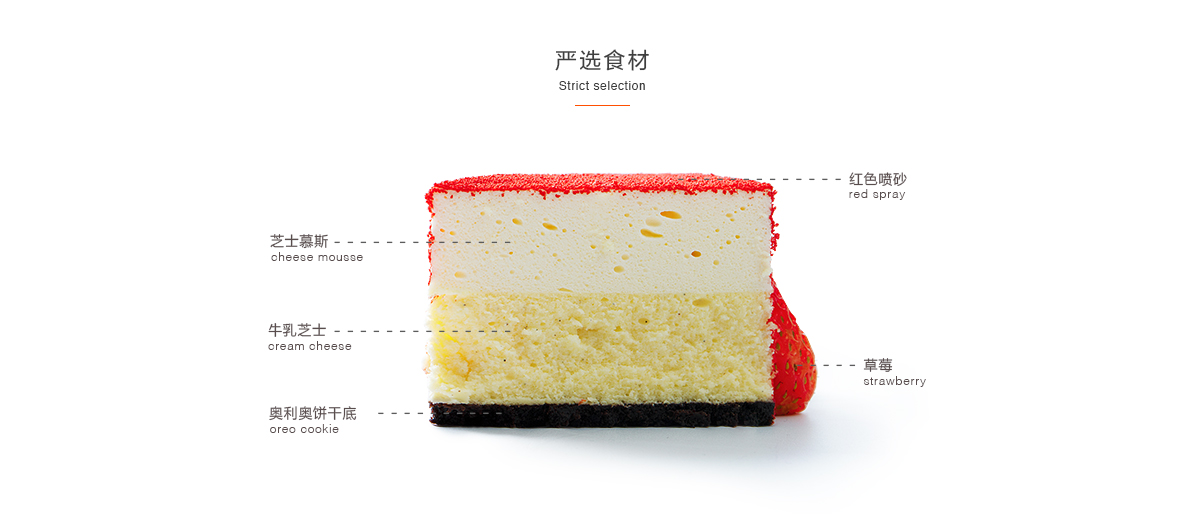 严选食材
Strict selection
红色喷砂
red spray
芝士慕斯
cheese mousse
牛乳芝士
cream cheese
草莓
strawberry
奥利奥饼干底
oreo cookie